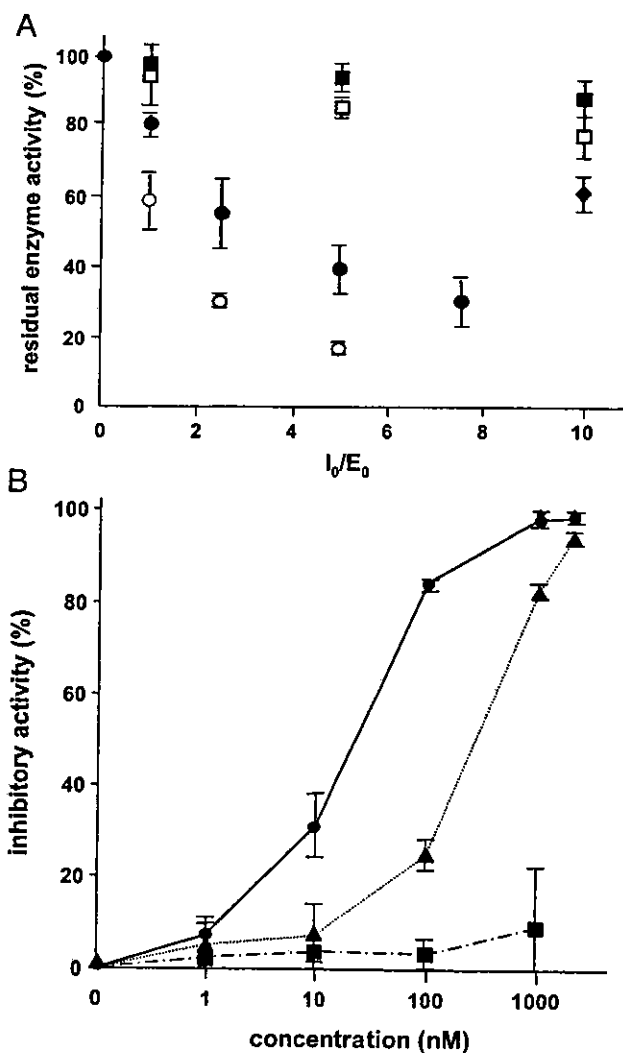 A
residual enzyme activity (%)
100
80
60
40
20
0
0 2 4 6 8 10
I₀/E₀
B
inhibitory activity (%)
100
80
60
40
20
0
0 1 10 100 1000
concentration (nM)